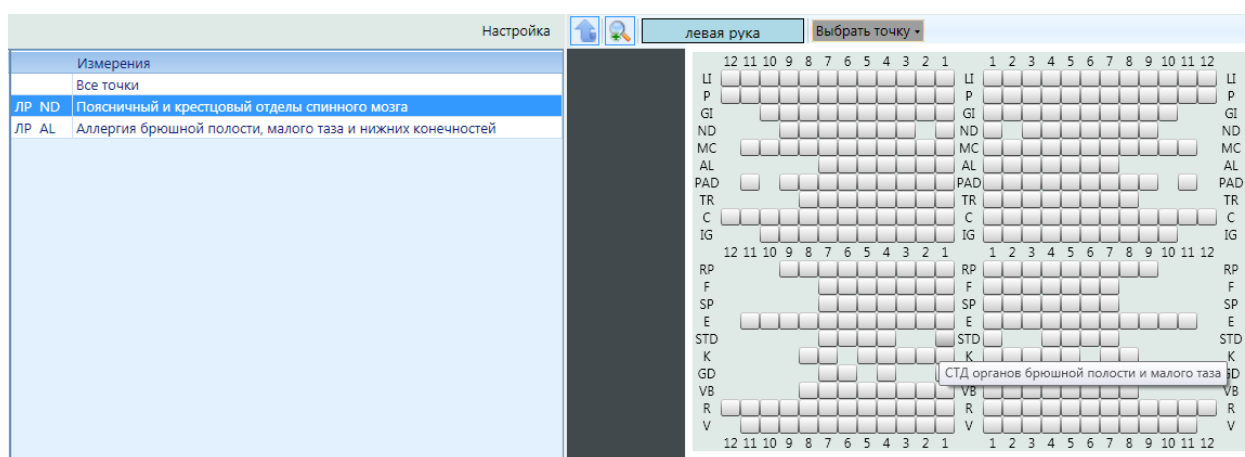 Настройка
левая рука
Выбрать точку
Измерения
Все точки
ЛР ND Поясничный и крестцовый отделы спинного мозга
ЛР AL Аллергия брюшной полости, малого таза и нижних конечностей
12 11 10 9 8 7 6 5 4 3 2 1 1 2 3 4 5 6 7 8 9 10 11 12
LI LI LI
P P P
GI GI GI
ND ND ND
MC MC MC
AL AL AL
PAD PAD PAD
TR TR TR
C C C
IG IG IG
12 11 10 9 8 7 6 5 4 3 2 1 1 2 3 4 5 6 7 8 9 10 11 12
RP RP RP
F F F
SP SP SP
E E E
STD STD STD
K K K
GD СТД органов брюшной полости и малого таза
VB VB VB
R R R
V V V
12 11 10 9 8 7 6 5 4 3 2 1 1 2 3 4 5 6 7 8 9 10 11 12